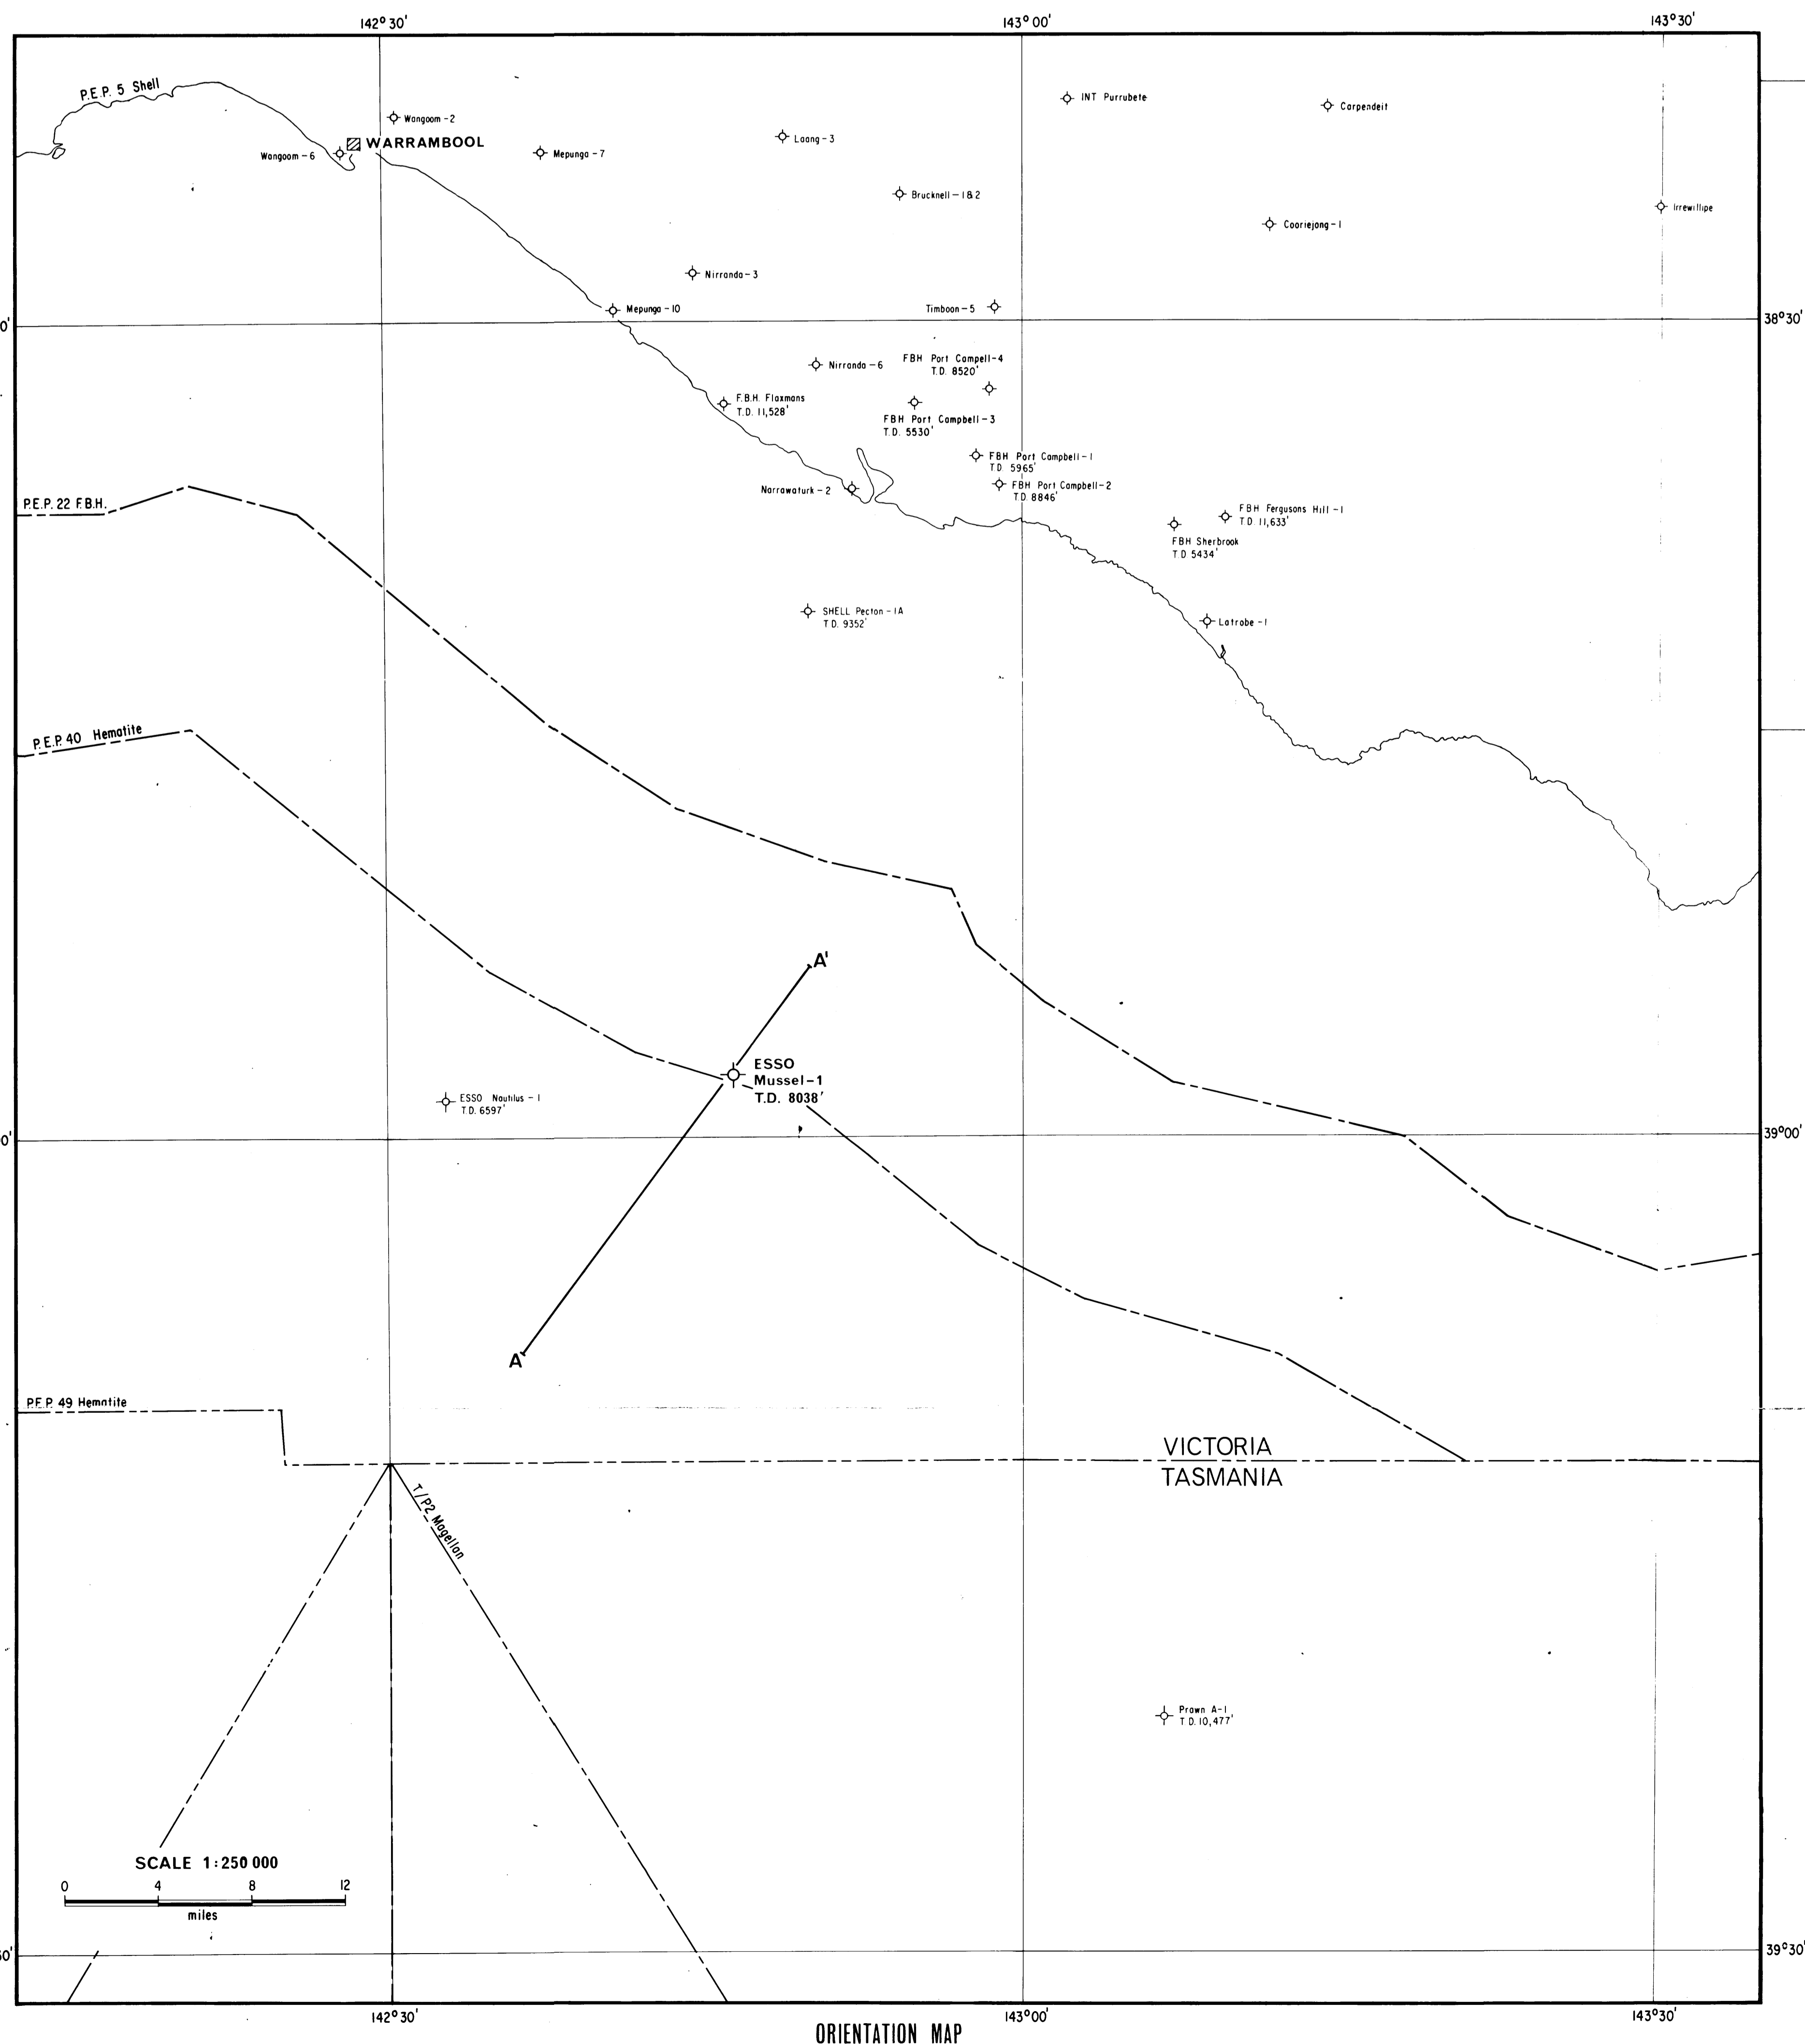 142° 30'
143° 00'
143° 30'
P.E.P. 5 Shell
INT Purrubete
Carpendeit
Wangoom - 2
WARRAMBOOL
Laang - 3
Wangoom - 6
Mepunga - 7
Brucknell - 1 & 2
Irrewillipe
Cooriejong - 1
Nirranda - 3
Mepunga - 10
Timboon - 5
0'
38° 30'
Nirranda - 6
FBH Port Campell - 4
T.D. 8520'
F.B.H. Flaxmans
T.D. 11,528'
FBH Port Campbell - 3
T.D. 5530'
FBH Port Campbell - 1
T.D. 5965'
Narrawaturk - 2
FBH Port Campbell - 2
T.D. 8846'
P.E.P. 22 F.B.H.
FBH Fergusons Hill - 1
T.D. 11,633'
FBH Sherbrook
T.D 5434'
SHELL Pecton - 1A
T.D. 9352'
Latrobe - 1
P.E.P. 40 Hematite
A'
ESSO
Mussel - 1
T.D. 8038'
ESSO Nautilus - 1
T.D. 6597'
0'
39° 00'
A
P.E.P. 49 Hematite
VICTORIA
TASMANIA
T/P2 Magellan
Prawn A-1
T.D. 10,477'
SCALE 1 : 250 000
0 4 8 12
miles
0'
39° 30'
142° 30'
143° 00'
143° 30'
ORIENTATION MAP